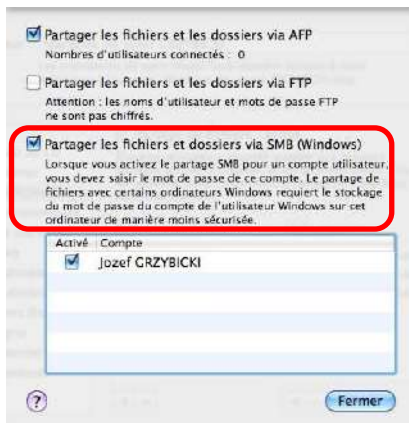 Partager les fichiers et les dossiers via AFP
Nombres d'utilisateurs connectés : 0
Partager les fichiers et les dossiers via FTP
Attention : les noms d'utilisateur et mots de passe FTP
ne sont pas chiffrés.
Partager les fichiers et dossiers via SMB (Windows)
Lorsque vous activez le partage SMB pour un compte utilisateur,
vous devez saisir le mot de passe de ce compte. Le partage de
fichiers avec certains ordinateurs Windows requiert le stockage
du mot de passe du compte de l'utilisateur Windows sur cet
ordinateur de manière moins sécurisée.
Activé Compte
Jozef GRZYBICKI
? Fermer